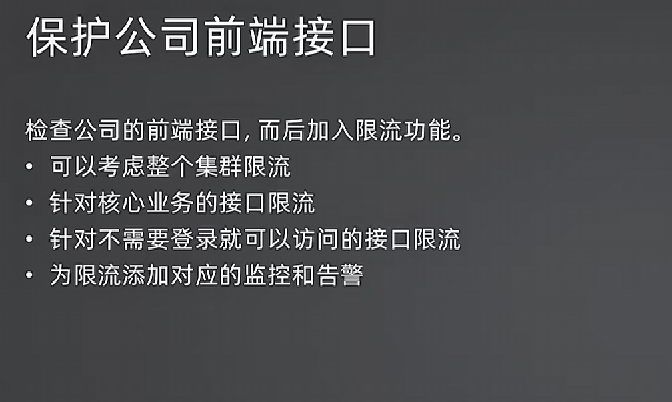 保护公司前端接口
检查公司的前端接口, 而后加入限流功能。
• 可以考虑整个集群限流
• 针对核心业务的接口限流
• 针对不需要登录就可以访问的接口限流
• 为限流添加对应的监控和告警